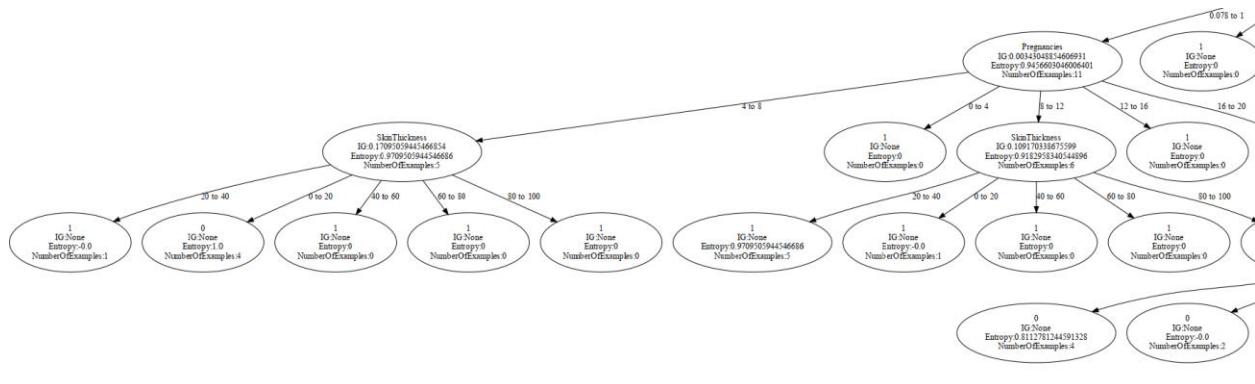 0.078 to 1
Pregnancies
IG:0.00343048854606931
Entropy:0.9456603046006401
NumberOfExamples:11
1
IG:None
Entropy:0
NumberOfExamples:0
4 to 8
0 to 4
8 to 12
12 to 16
16 to 20
SkinThickness
IG:0.17095059445466854
Entropy:0.9709505944546686
NumberOfExamples:5
1
IG:None
Entropy:0
NumberOfExamples:0
SkinThickness
IG:0.109170338675599
Entropy:0.9182958340544896
NumberOfExamples:6
1
IG:None
Entropy:0
NumberOfExamples:0
20 to 40
0 to 20
40 to 60
60 to 80
80 to 100
20 to 40
0 to 20
40 to 60
60 to 80
80 to 100
1
IG:None
Entropy:-0.0
NumberOfExamples:1
0
IG:None
Entropy:1.0
NumberOfExamples:4
1
IG:None
Entropy:0
NumberOfExamples:0
1
IG:None
Entropy:0
NumberOfExamples:0
1
IG:None
Entropy:0
NumberOfExamples:0
1
IG:None
Entropy:0.9709505944546686
NumberOfExamples:5
1
IG:None
Entropy:-0.0
NumberOfExamples:1
1
IG:None
Entropy:0
NumberOfExamples:0
1
IG:None
Entropy:0
NumberOfExamples:0
0
IG:None
Entropy:0.8112781244591328
NumberOfExamples:4
0
IG:None
Entropy:-0.0
NumberOfExamples:2